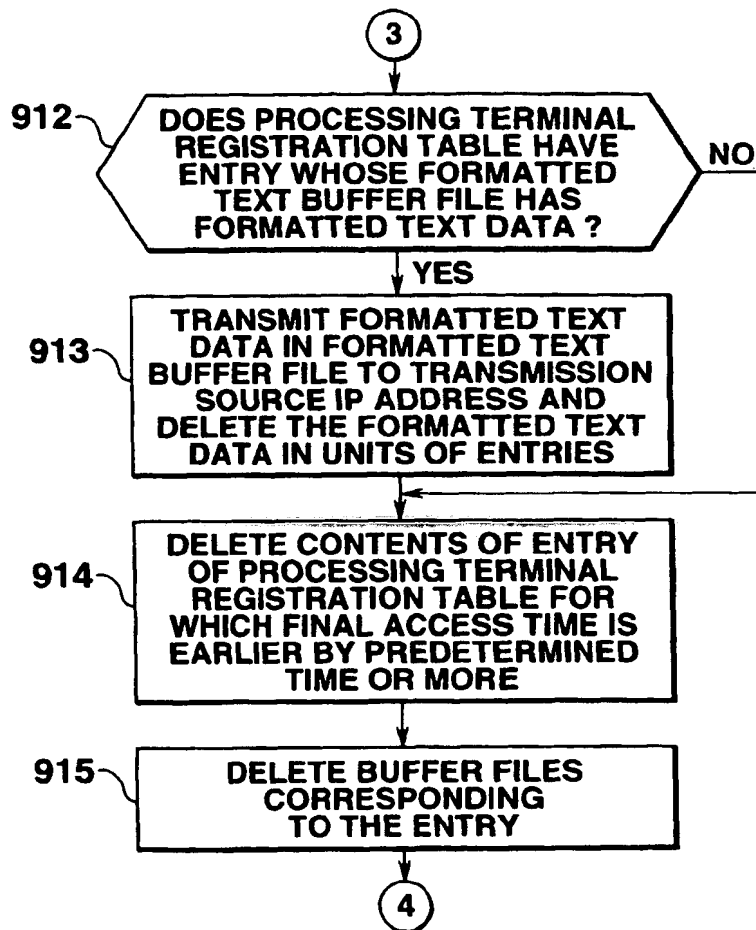 3
912
DOES PROCESSING TERMINAL
REGISTRATION TABLE HAVE
ENTRY WHOSE FORMATTED
TEXT BUFFER FILE HAS
FORMATTED TEXT DATA ?
NO
YES
913
TRANSMIT FORMATTED TEXT
DATA IN FORMATTED TEXT
BUFFER FILE TO TRANSMISSION
SOURCE IP ADDRESS AND
DELETE THE FORMATTED TEXT
DATA IN UNITS OF ENTRIES
914
DELETE CONTENTS OF ENTRY
OF PROCESSING TERMINAL
REGISTRATION TABLE FOR
WHICH FINAL ACCESS TIME IS
EARLIER BY PREDETERMINED
TIME OR MORE
915
DELETE BUFFER FILES
CORRESPONDING
TO THE ENTRY
4